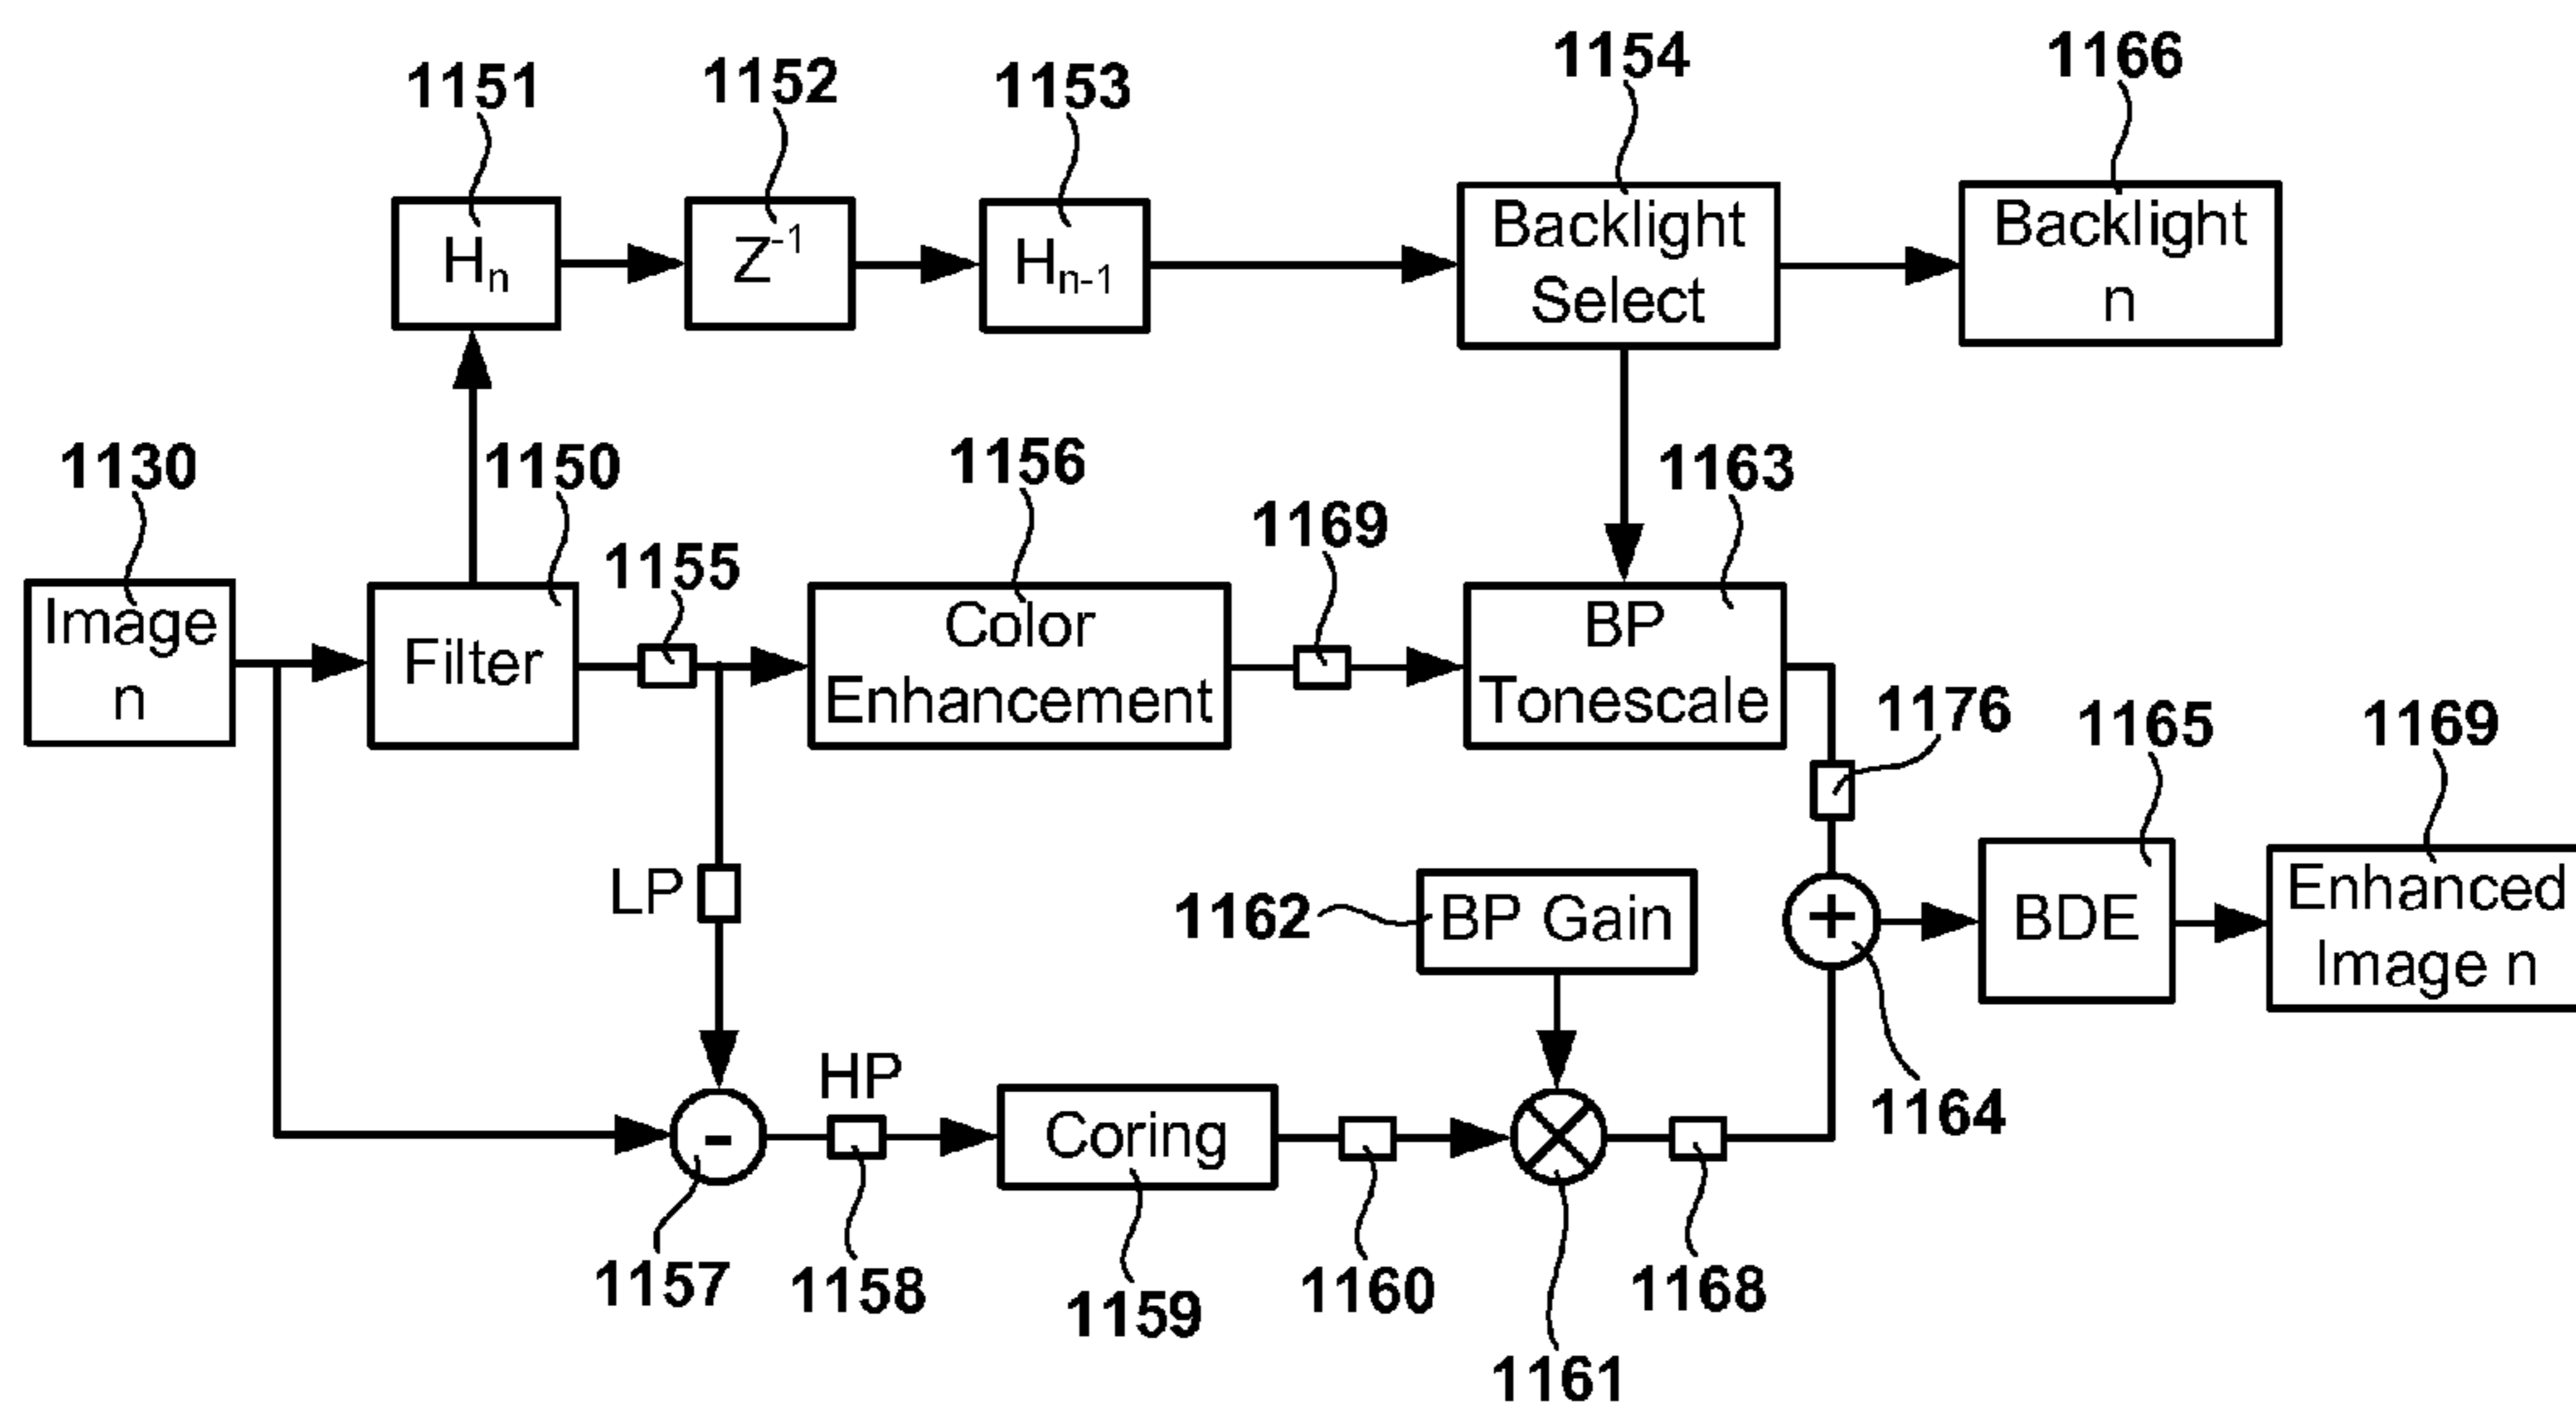 1151
1152
1153
1154
1166
Hn
Z-1
Hn-1
Backlight
Select
Backlight
n
1130
1150
1155
1156
1169
1163
Image
n
Filter
Color
Enhancement
BP
Tonescale
1176
1165
1169
LP
1162
BP Gain
+
BDE
Enhanced
Image n
1164
-
HP
Coring
1157
1158
1159
1160
1161
1168